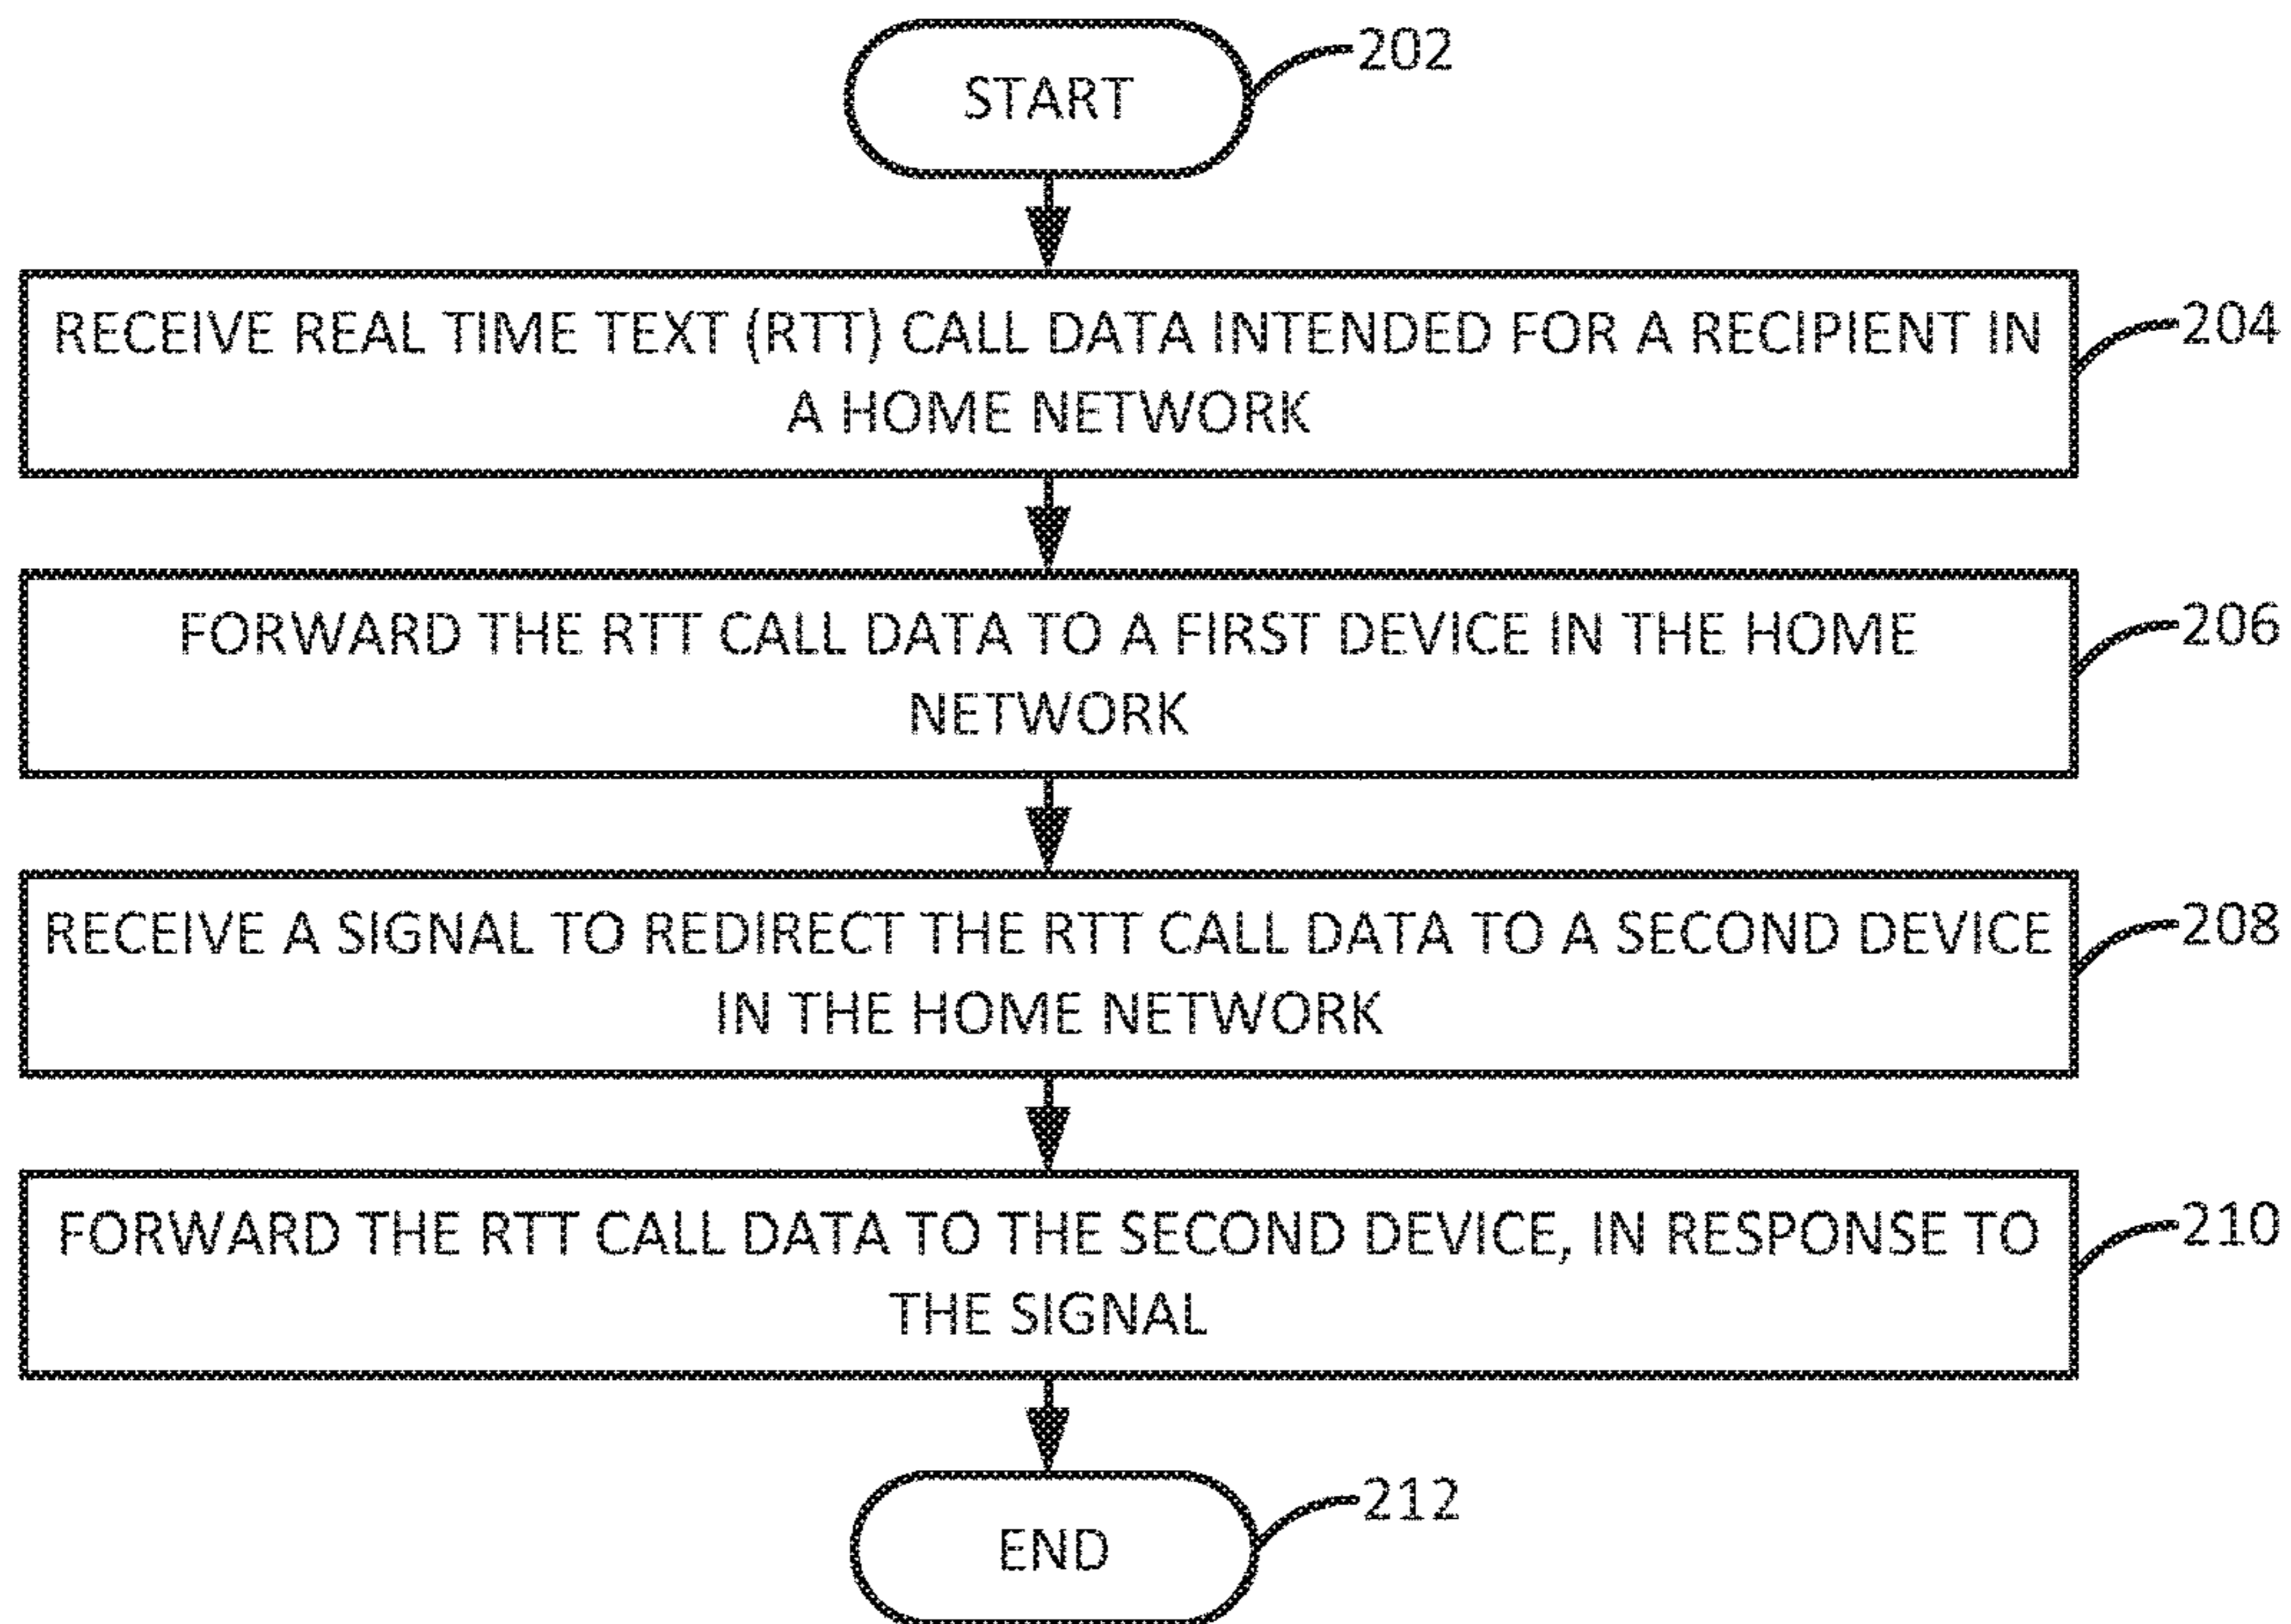 START
202
RECEIVE REAL TIME TEXT (RTT) CALL DATA INTENDED FOR A RECIPIENT IN
A HOME NETWORK
204
FORWARD THE RTT CALL DATA TO A FIRST DEVICE IN THE HOME
NETWORK
206
RECEIVE A SIGNAL TO REDIRECT THE RTT CALL DATA TO A SECOND DEVICE
IN THE HOME NETWORK
208
FORWARD THE RTT CALL DATA TO THE SECOND DEVICE, IN RESPONSE TO
THE SIGNAL
210
END
212